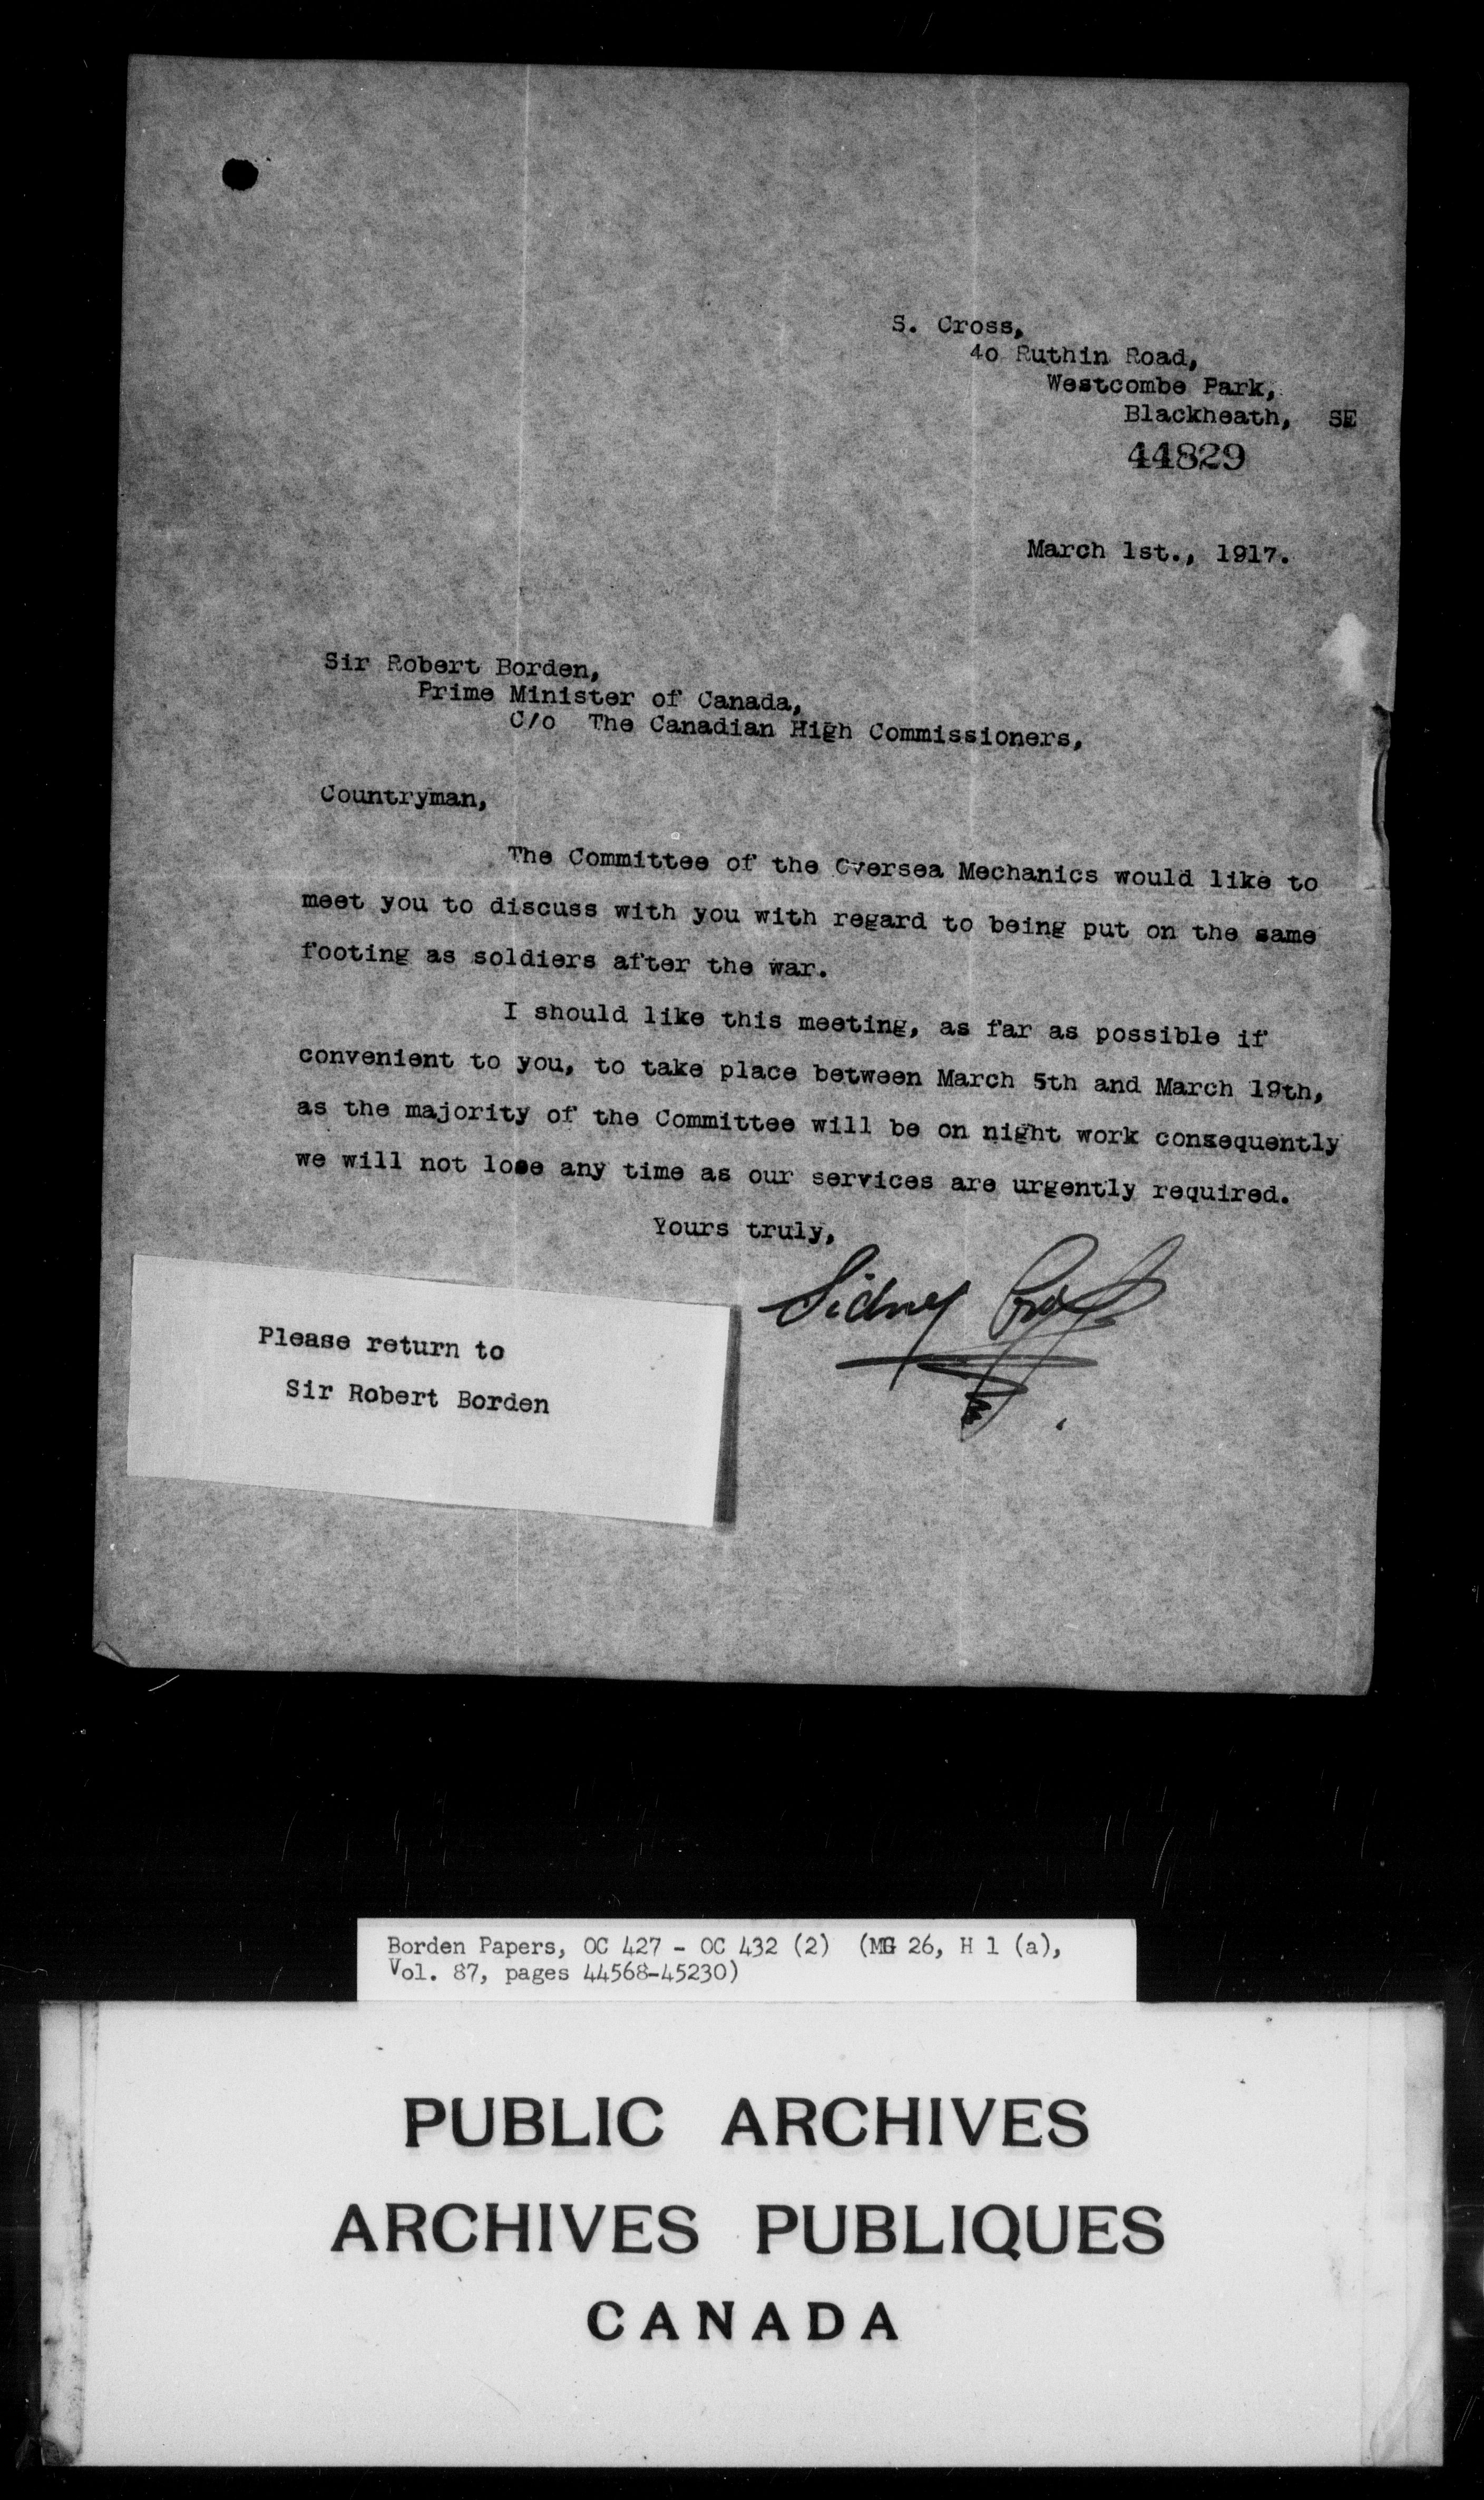 S. Cross,
40 Ruthin Road,
Westcombe Park,
Blackheath, SE
44829
March 1st., 1917.
Sir Robert Borden,
Prime Minister of Canada,
C/o The Canadian High Commissioners,
Countryman,
The Committee of the Oversea Mechanics would like to
meet you to discuss with you with regard to being put on the same
footing as soldiers after the war.
I should like this meeting, as far as possible if
convenient to you, to take place between March 5th and March 19th,
as the majority of the Committee will be on night work consequently
we will not lose any time as our services are urgently required.
Yours truly,
Sidney Cross
Please return to
Sir Robert Borden
Borden Papers, OC 427 - OC 432 (2) (MG 26, H 1 (a),
Vol. 87, pages 44568-45230)
PUBLIC ARCHIVES
ARCHIVES PUBLIQUES
CANADA